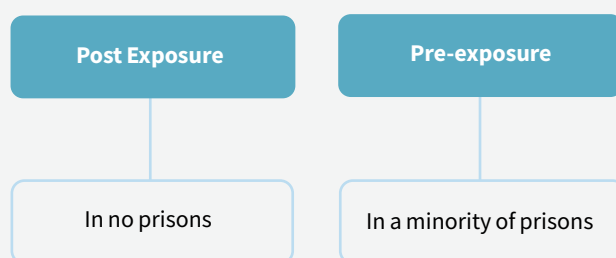 Post Exposure
Pre-exposure
In no prisons
In a minority of prisons